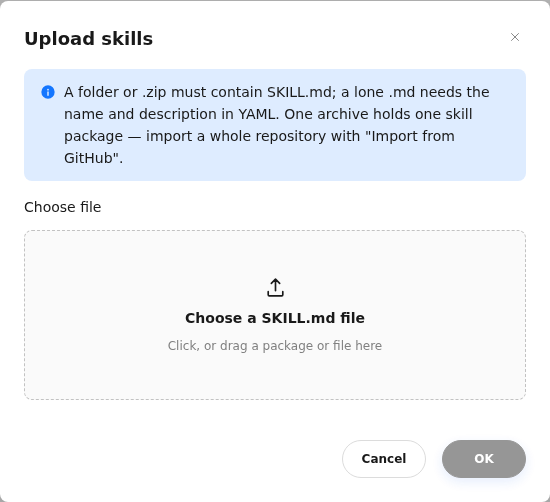 Upload skills
A folder or .zip must contain SKILL.md; a lone .md needs the
name and description in YAML. One archive holds one skill
package — import a whole repository with "Import from
GitHub".
Choose file
Choose a SKILL.md file
Click, or drag a package or file here
Cancel
OK